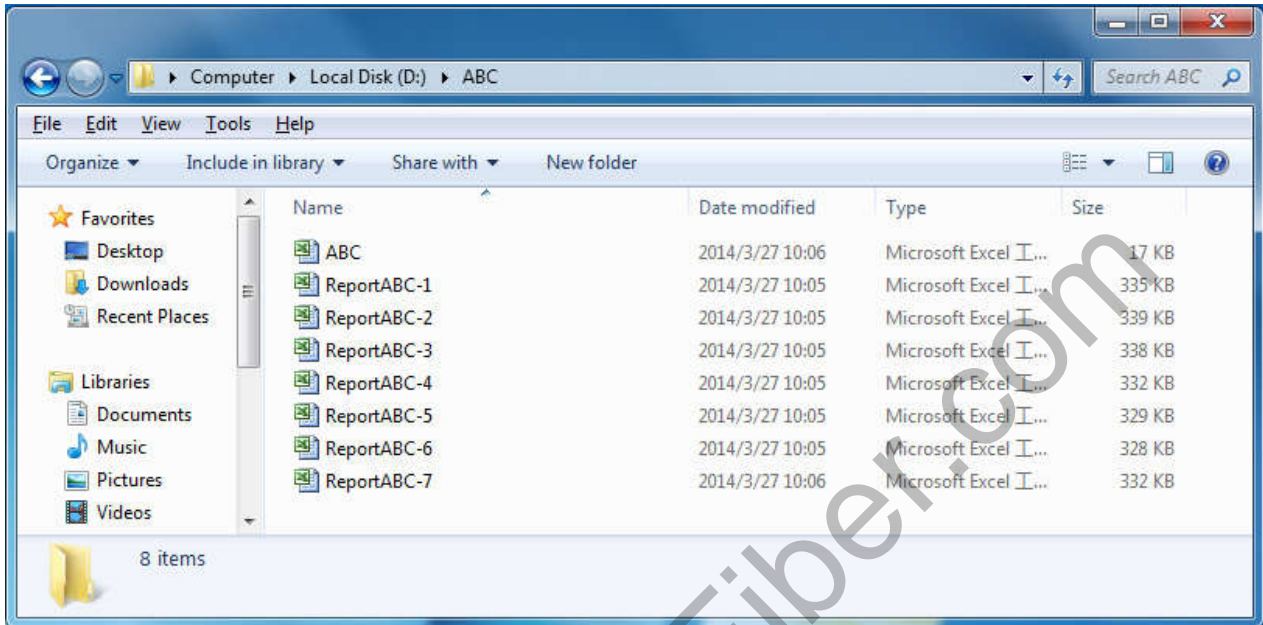 Computer ▸ Local Disk (D:) ▸ ABC
Search ABC
File Edit View Tools Help
Organize Include in library Share with New folder
Favorites
Desktop
Downloads
Recent Places
Libraries
Documents
Music
Pictures
Videos
Name Date modified Type Size
ABC 2014/3/27 10:06 Microsoft Excel 工... 17 KB
ReportABC-1 2014/3/27 10:05 Microsoft Excel 工... 335 KB
ReportABC-2 2014/3/27 10:05 Microsoft Excel 工... 339 KB
ReportABC-3 2014/3/27 10:05 Microsoft Excel 工... 338 KB
ReportABC-4 2014/3/27 10:05 Microsoft Excel 工... 332 KB
ReportABC-5 2014/3/27 10:05 Microsoft Excel 工... 329 KB
ReportABC-6 2014/3/27 10:05 Microsoft Excel 工... 328 KB
ReportABC-7 2014/3/27 10:06 Microsoft Excel 工... 332 KB
8 items
Fiber.com